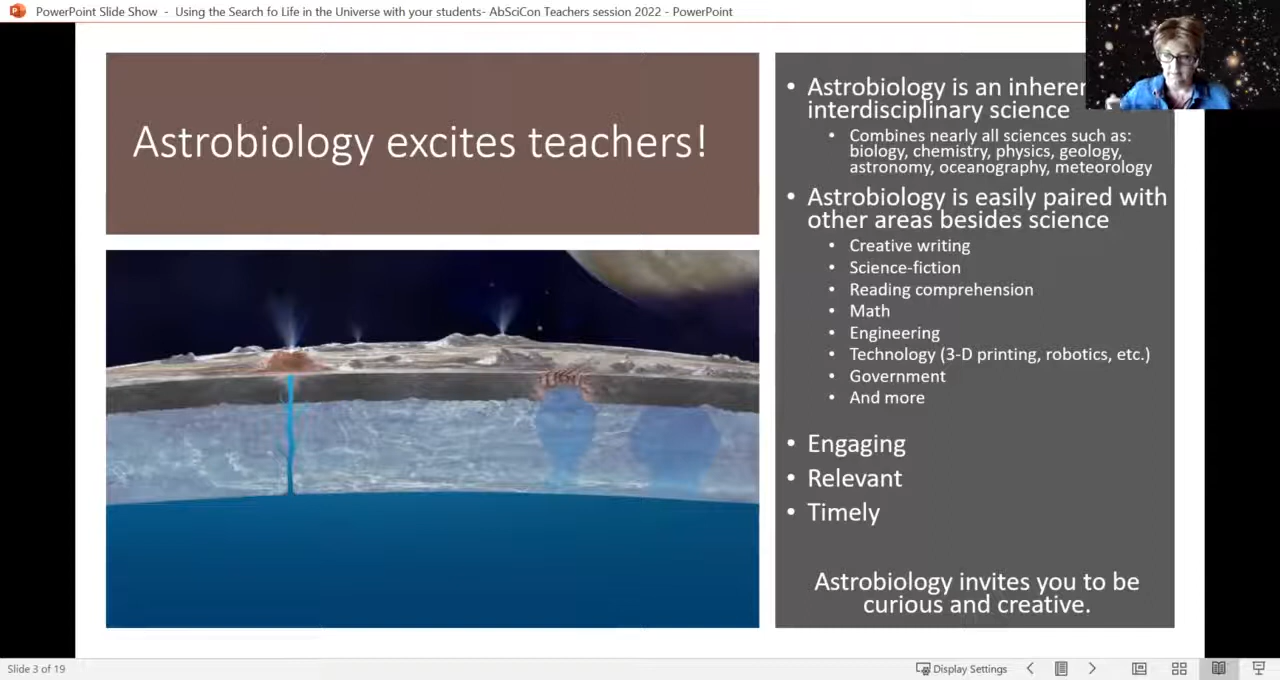 PowerPoint Slide Show - Using the Search fo Life in the Universe with your students- AbSciCon Teachers session 2022 - PowerPoint
Astrobiology excites teachers!
• Astrobiology is an
interdisciplinary science
• Combines nearly all sciences such as:
biology, chemistry, physics, geology,
astronomy, oceanography, meteorology
• Astrobiology is easily paired with
other areas besides science
• Creative writing
• Science-fiction
• Reading comprehension
• Math
• Engineering
• Technology (3-D printing, robotics, etc.)
• Government
• And more
• Engaging
• Relevant
• Timely
Astrobiology invites you to be
curious and creative.
Slide 3 of 19
Display Settings